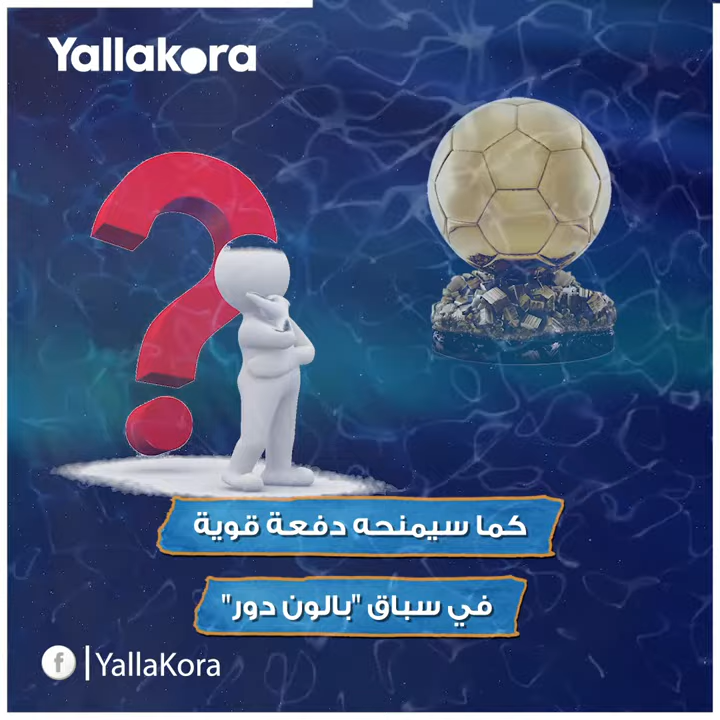 Yallakora
كما سيمنحه دفعة قوية
في سباق "بالون دور"
f | YallaKora